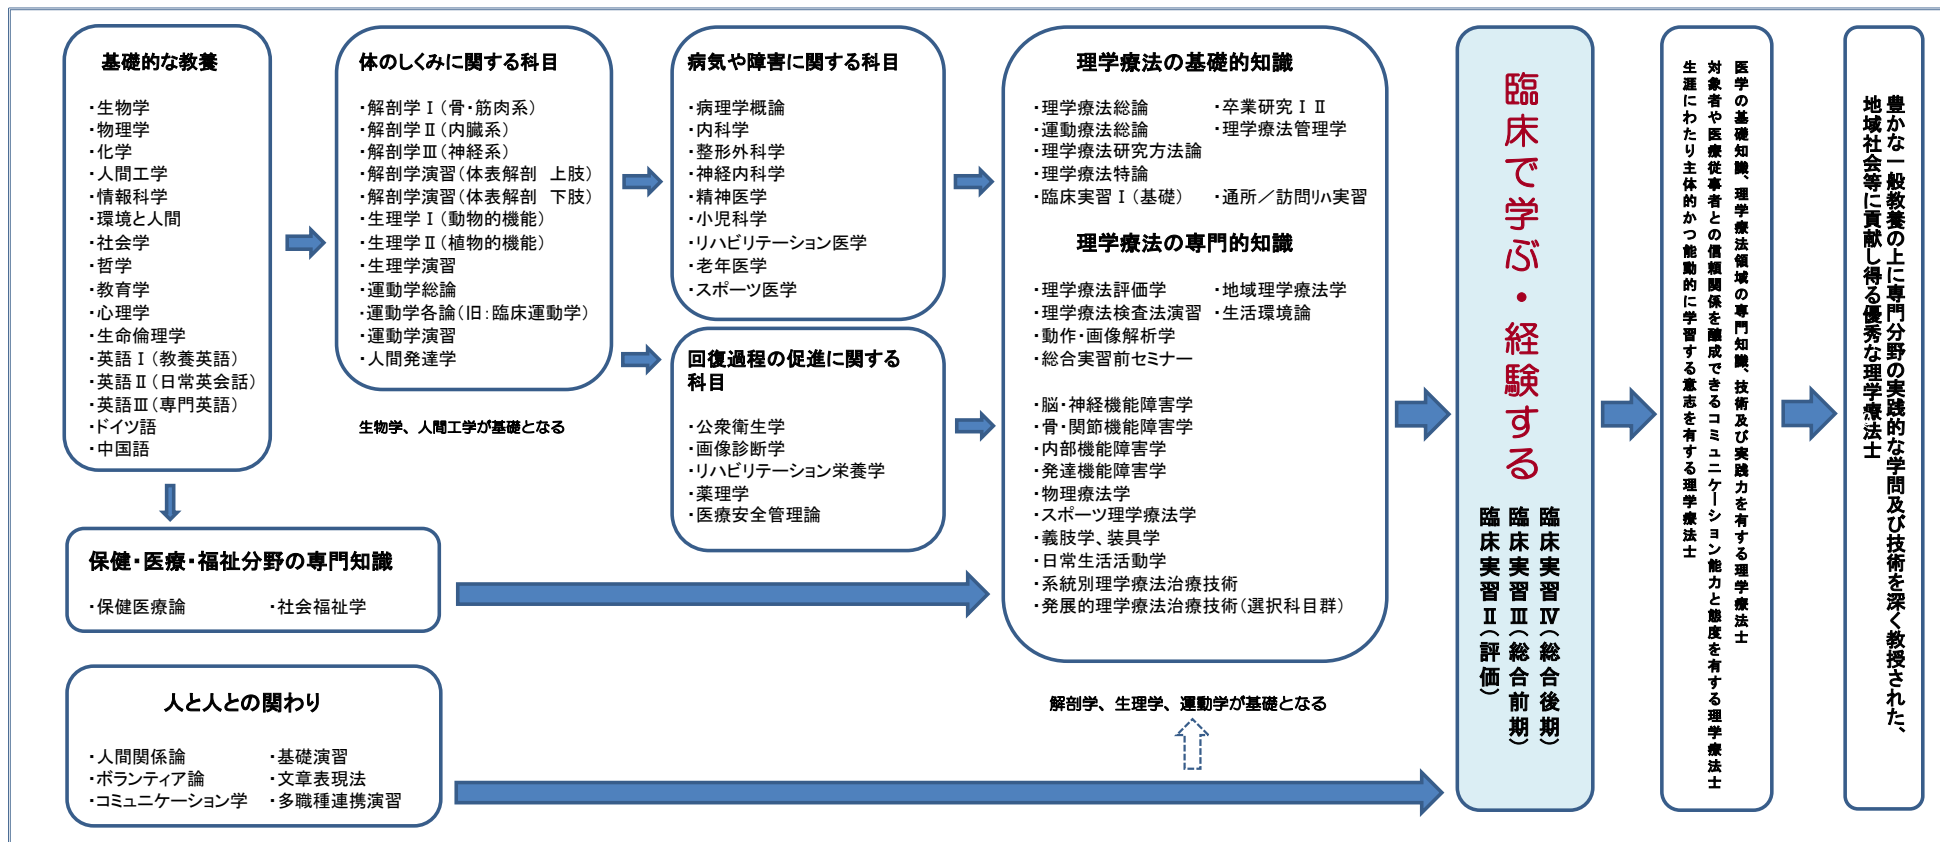 基礎的な教養
・生物学
・物理学
・化学
・人間工学
・情報科学
・環境と人間
・社会学
・哲学
・教育学
・心理学
・生命倫理学
・英語Ⅰ(教養英語)
・英語Ⅱ(日常英会話)
・英語Ⅲ(専門英語)
・ドイツ語
・中国語
保健・医療・福祉分野の専門知識
・保健医療論
・社会福祉学
人と人との関わり
・人間関係論
・ボランティア論
・コミュニケーション学
・基礎演習
・文章表現法
・多職種連携演習
体のしくみに関する科目
・解剖学Ⅰ(骨・筋肉系)
・解剖学Ⅱ(内臓系)
・解剖学Ⅲ(神経系)
・解剖学演習(体表解剖 上肢)
・解剖学演習(体表解剖 下肢)
・生理学Ⅰ(動物的機能)
・生理学Ⅱ(植物的機能)
・生理学演習
・運動学総論
・運動学各論(旧:臨床運動学)
・運動学演習
・人間発達学
生物学、人間工学が基礎となる
病気や障害に関する科目
・病理学概論
・内科学
・整形外科学
・神経内科学
・精神医学
・小児科学
・リハビリテーション医学
・老年医学
・スポーツ医学
回復過程の促進に関する
科目
・公衆衛生学
・画像診断学
・リハビリテーション栄養学
・薬理学
・医療安全管理論
理学療法の基礎的知識
・理学療法総論
・運動療法総論
・理学療法研究方法論
・理学療法特論
・臨床実習Ⅰ(基礎)
・卒業研究ⅠⅡ
・理学療法管理学
・通所/訪問リハ実習
理学療法の専門的知識
・理学療法評価学
・理学療法検査法演習
・動作・画像解析学
・総合実習前セミナー
・地域理学療法学
・生活環境論
・脳・神経機能障害学
・骨・関節機能障害学
・内部機能障害学
・発達機能障害学
・物理療法学
・スポーツ理学療法学
・義肢学、装具学
・日常生活活動学
・系統別理学療法治療技術
・発展的理学療法治療技術(選択科目群)
解剖学、生理学、運動学が基礎となる
臨床で学ぶ・経験する
臨床実習Ⅳ(総合後期)
臨床実習Ⅲ(総合前期)
臨床実習Ⅱ(評価)
医学の基礎知識、理学療法領域の専門知識、技術及び実践力を有する理学療法士
対象者や医療従事者との信頼関係を醸成できるコミュニケーション能力と態度を有する理学療法士
生涯にわたり主体的かつ能動的に学習する意志を有する理学療法士
豊かな一般教養の上に専門分野の実践的な学問及び技術を深く教授された、
地域社会等に貢献し得る優秀な理学療法士